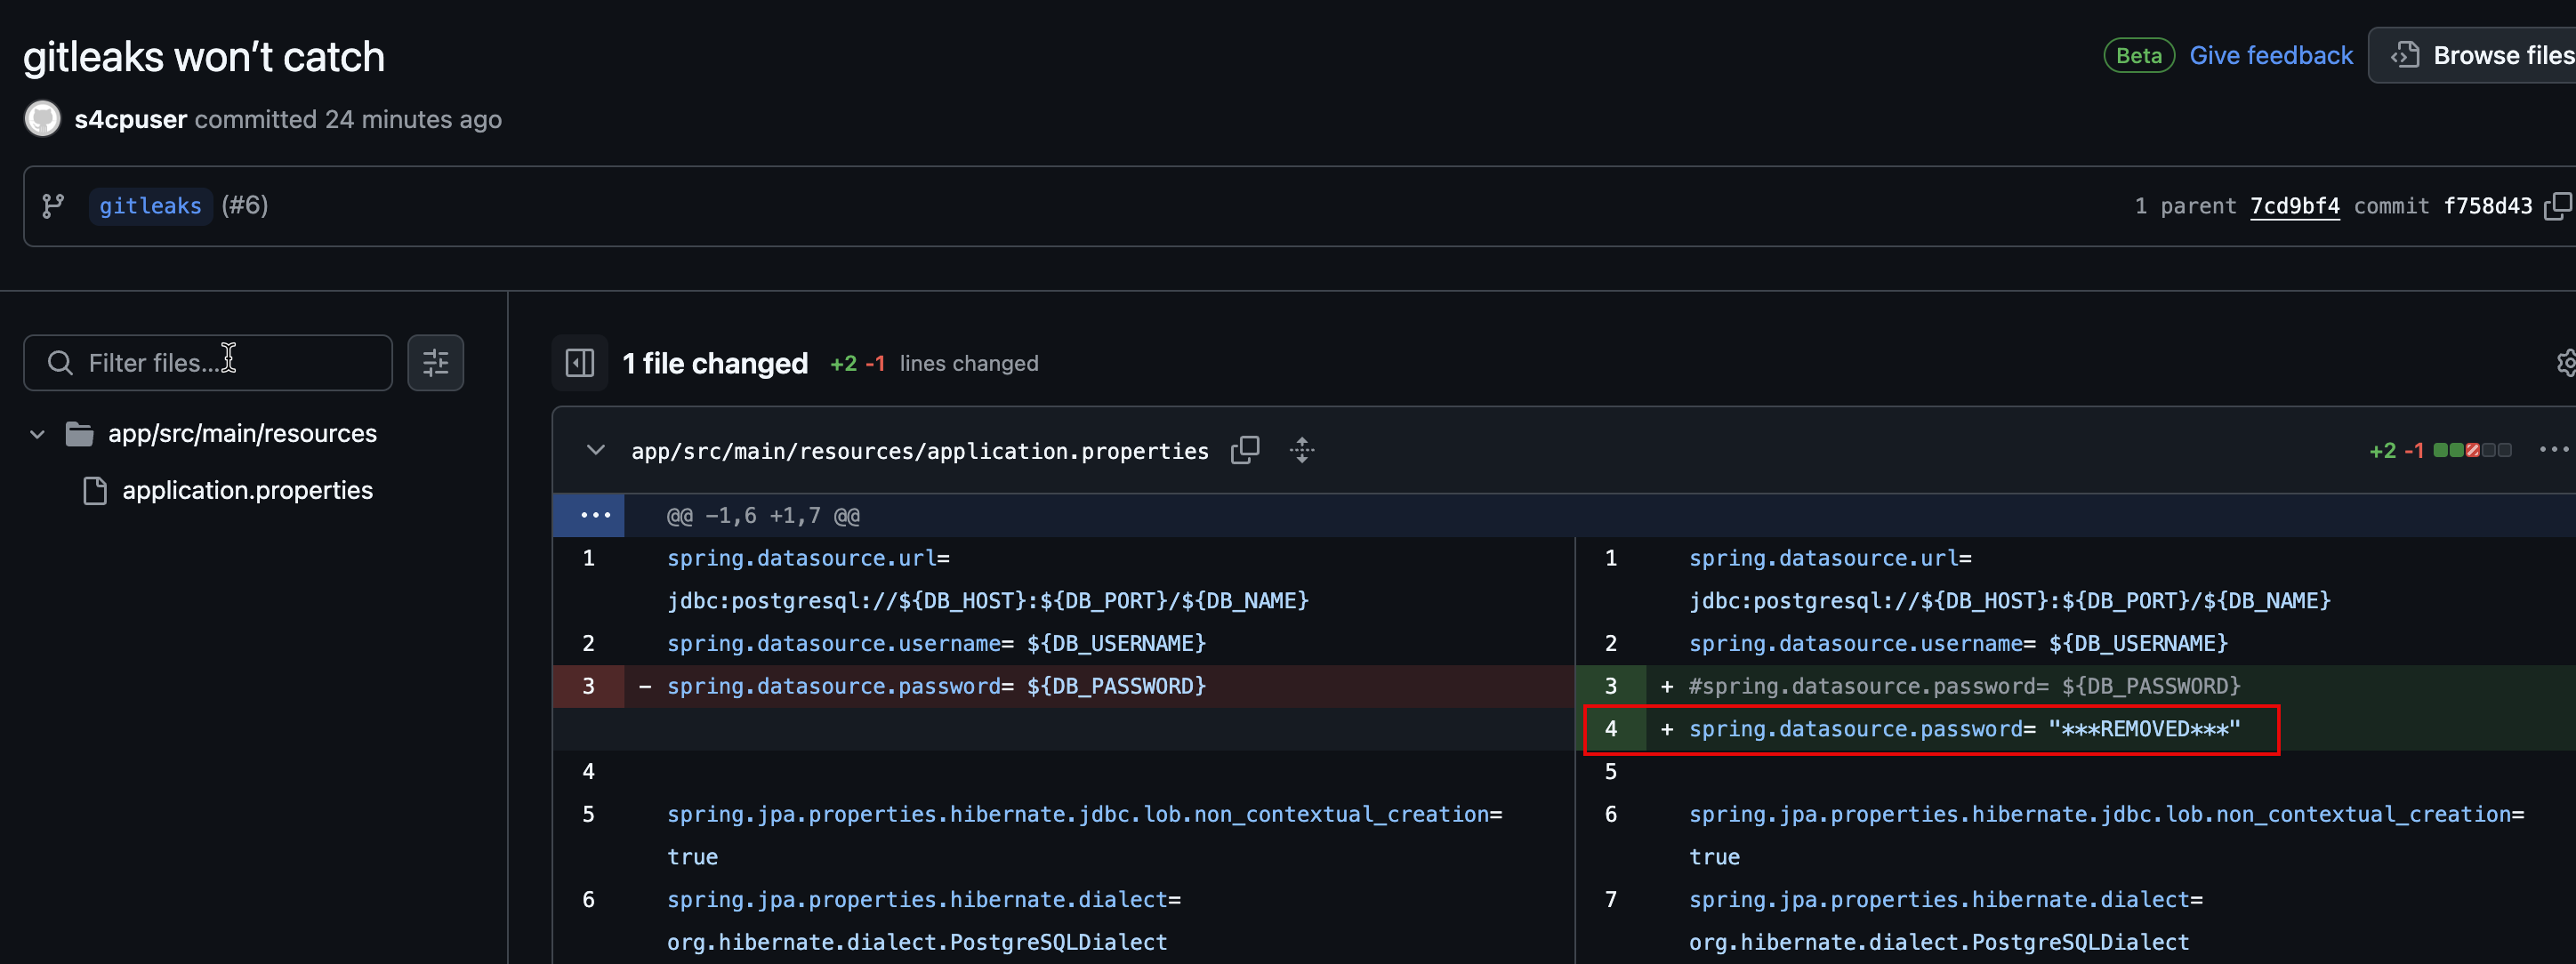 gitleaks won’t catch
Beta Give feedback Browse files
s4cpuser committed 24 minutes ago
gitleaks (#6)
1 parent 7cd9bf4 commit f758d43
Filter files...
app/src/main/resources
application.properties
1 file changed +2 -1 lines changed
app/src/main/resources/application.properties
+2 -1
@@ -1,6 +1,7 @@
1 spring.datasource.url=
jdbc:postgresql://${DB_HOST}:${DB_PORT}/${DB_NAME}
2 spring.datasource.username= ${DB_USERNAME}
3 - spring.datasource.password= ${DB_PASSWORD}
4
5 spring.jpa.properties.hibernate.jdbc.lob.non_contextual_creation=
true
6 spring.jpa.properties.hibernate.dialect=
org.hibernate.dialect.PostgreSQLDialect
1 spring.datasource.url=
jdbc:postgresql://${DB_HOST}:${DB_PORT}/${DB_NAME}
2 spring.datasource.username= ${DB_USERNAME}
3 + #spring.datasource.password= ${DB_PASSWORD}
4 + spring.datasource.password= "***REMOVED***"
5
6 spring.jpa.properties.hibernate.jdbc.lob.non_contextual_creation=
true
7 spring.jpa.properties.hibernate.dialect=
org.hibernate.dialect.PostgreSQLDialect